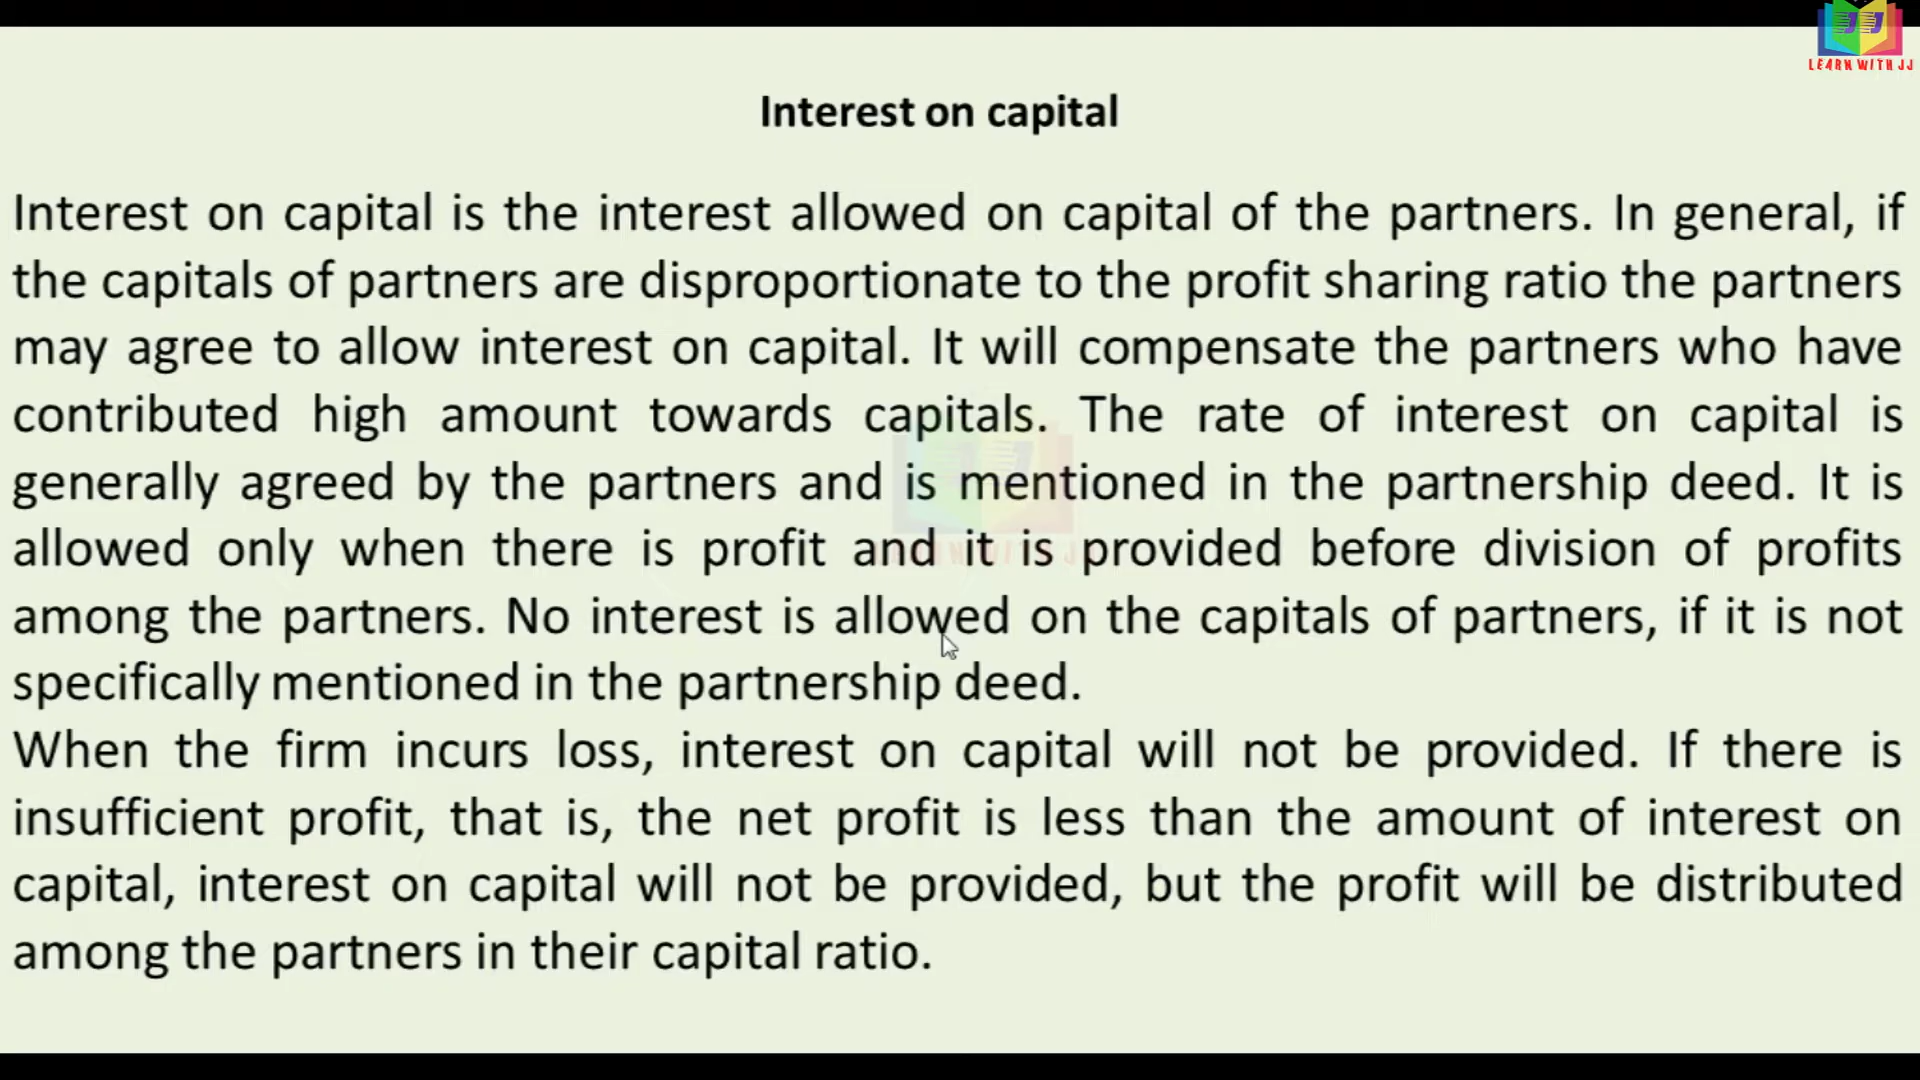 LEARN WITH JJ
Interest on capital
Interest on capital is the interest allowed on capital of the partners. In general, if
the capitals of partners are disproportionate to the profit sharing ratio the partners
may agree to allow interest on capital. It will compensate the partners who have
contributed high amount towards capitals. The rate of interest on capital is
generally agreed by the partners and is mentioned in the partnership deed. It is
allowed only when there is profit and it is provided before division of profits
among the partners. No interest is allowed on the capitals of partners, if it is not
specifically mentioned in the partnership deed.
When the firm incurs loss, interest on capital will not be provided. If there is
insufficient profit, that is, the net profit is less than the amount of interest on
capital, interest on capital will not be provided, but the profit will be distributed
among the partners in their capital ratio.